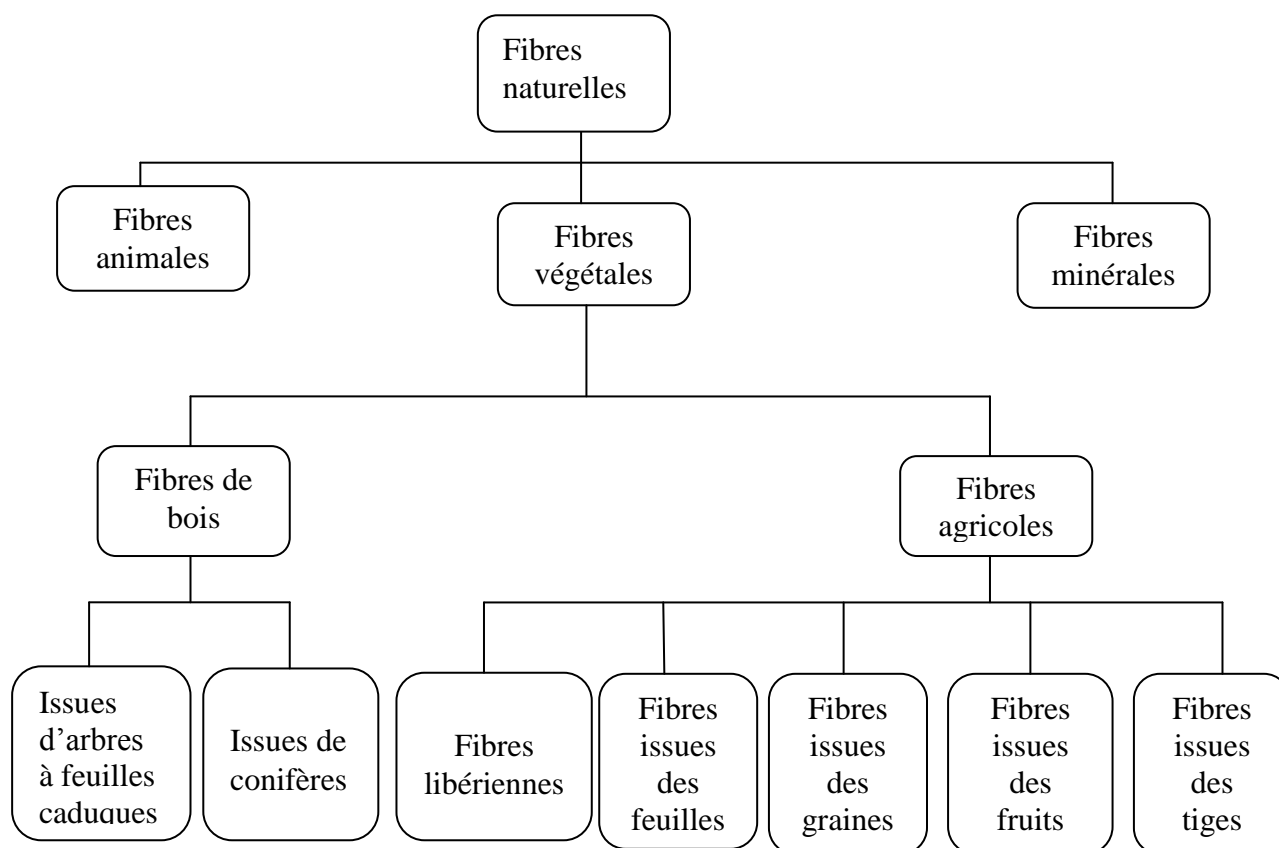 Fibres
naturelles
Fibres
animales
Fibres
végétales
Fibres
minérales
Fibres de
bois
Fibres
agricoles
Issues
d’arbres
à feuilles
caduques
Issues de
conifères
Fibres
libériennes
Fibres
issues
des
feuilles
Fibres
issues
des
graines
Fibres
issues
des
fruits
Fibres
issues
des
tiges